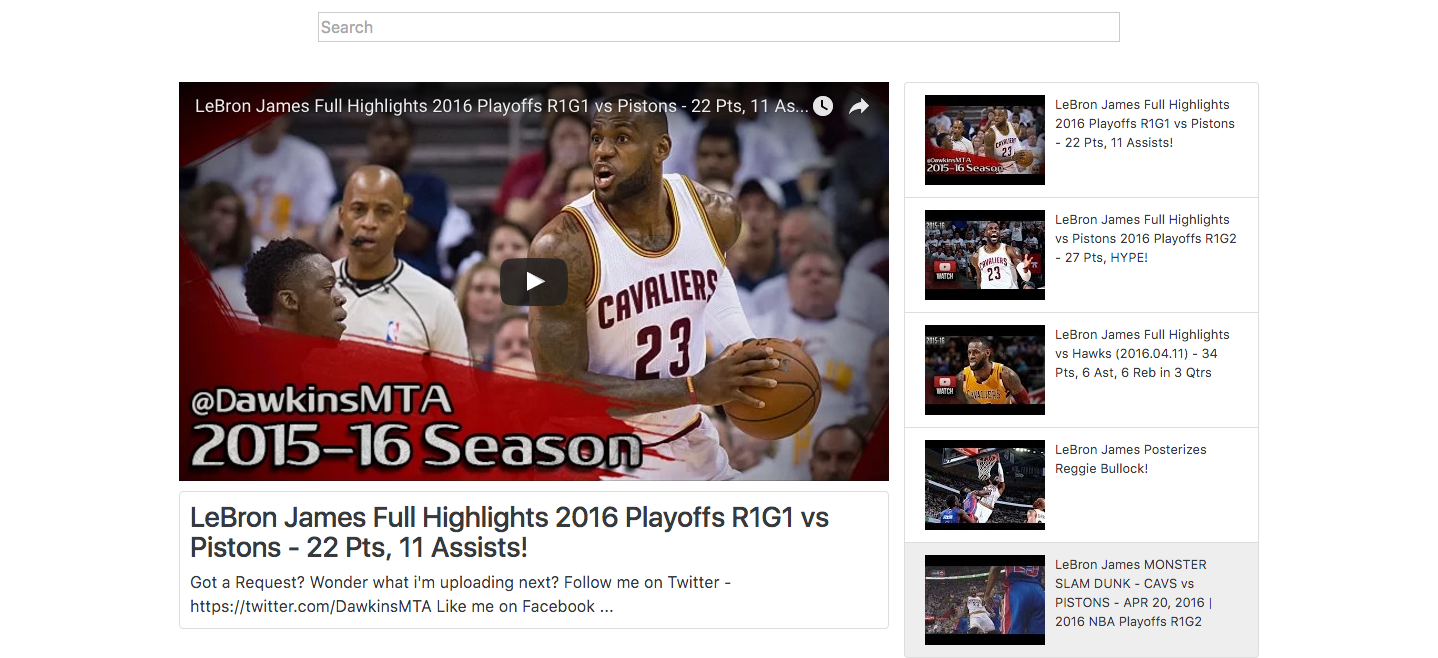 Search
LeBron James Full Highlights 2016 Playoffs R1G1 vs Pistons - 22 Pts, 11 As...
CAVALIERS
23
@DawkinsMTA
2015-16 Season
LeBron James Full Highlights 2016 Playoffs R1G1 vs
Pistons - 22 Pts, 11 Assists!
Got a Request? Wonder what i'm uploading next? Follow me on Twitter -
https://twitter.com/DawkinsMTA Like me on Facebook ...
23
@DawkinsMTA
2015-16 Season
LeBron James Full Highlights
2016 Playoffs R1G1 vs Pistons
- 22 Pts, 11 Assists!
2015-16
WATCH
CAVALIERS
23
LeBron James Full Highlights
vs Pistons 2016 Playoffs R1G2
- 27 Pts, HYPE!
2015-16
WATCH
CAVALIERS
LeBron James Full Highlights
vs Hawks (2016.04.11) - 34
Pts, 6 Ast, 6 Reb in 3 Qtrs
LeBron James Posterizes
Reggie Bullock!
LeBron James MONSTER
SLAM DUNK - CAVS vs
PISTONS - APR 20, 2016 |
2016 NBA Playoffs R1G2